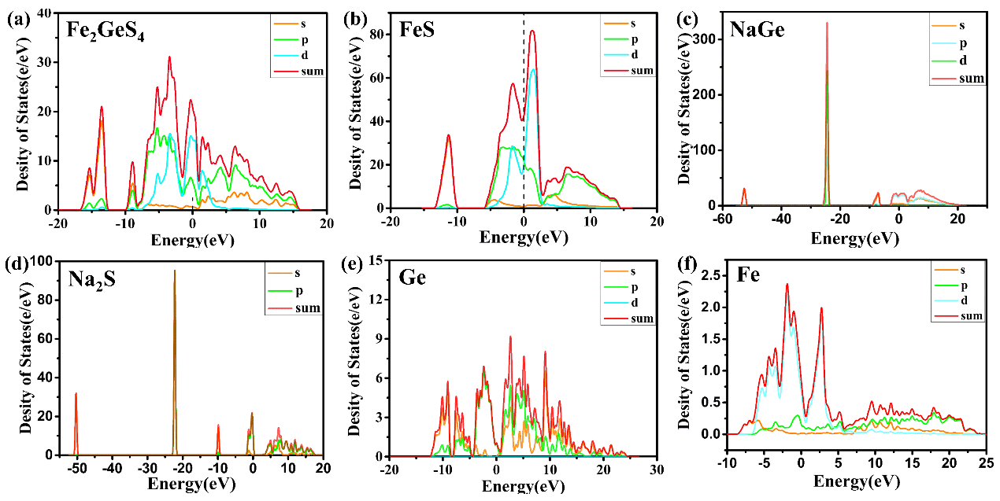 (a) Fe₂GeS₄
s
p
d
sum
Desity of States(e/eV)
40
30
20
10
0
-20 -15 -10 -5 0 5 10 15 20
Energy(eV)
(b) FeS
s
p
d
sum
Desity of States(e/eV)
80
60
40
20
0
-20 -10 0 10 20
Energy(eV)
(c) NaGe
s
p
d
sum
Desity of States(e/eV)
300
200
100
0
-60 -40 -20 0 20
Energy(eV)
(d) Na₂S
s
p
sum
Desity of States(e/eV)
100
80
60
40
20
0
-50 -40 -30 -20 -10 0 10 20
Energy(eV)
(e) Ge
s
p
d
sum
Desity of States(e/eV)
15
12
9
6
3
0
-20 -10 0 10 20 30
Energy(eV)
(f) Fe
s
p
d
sum
Desity of States(e/eV)
2.5
2.0
1.5
1.0
0.5
0.0
-10 -5 0 5 10 15 20 25
Energy(eV)